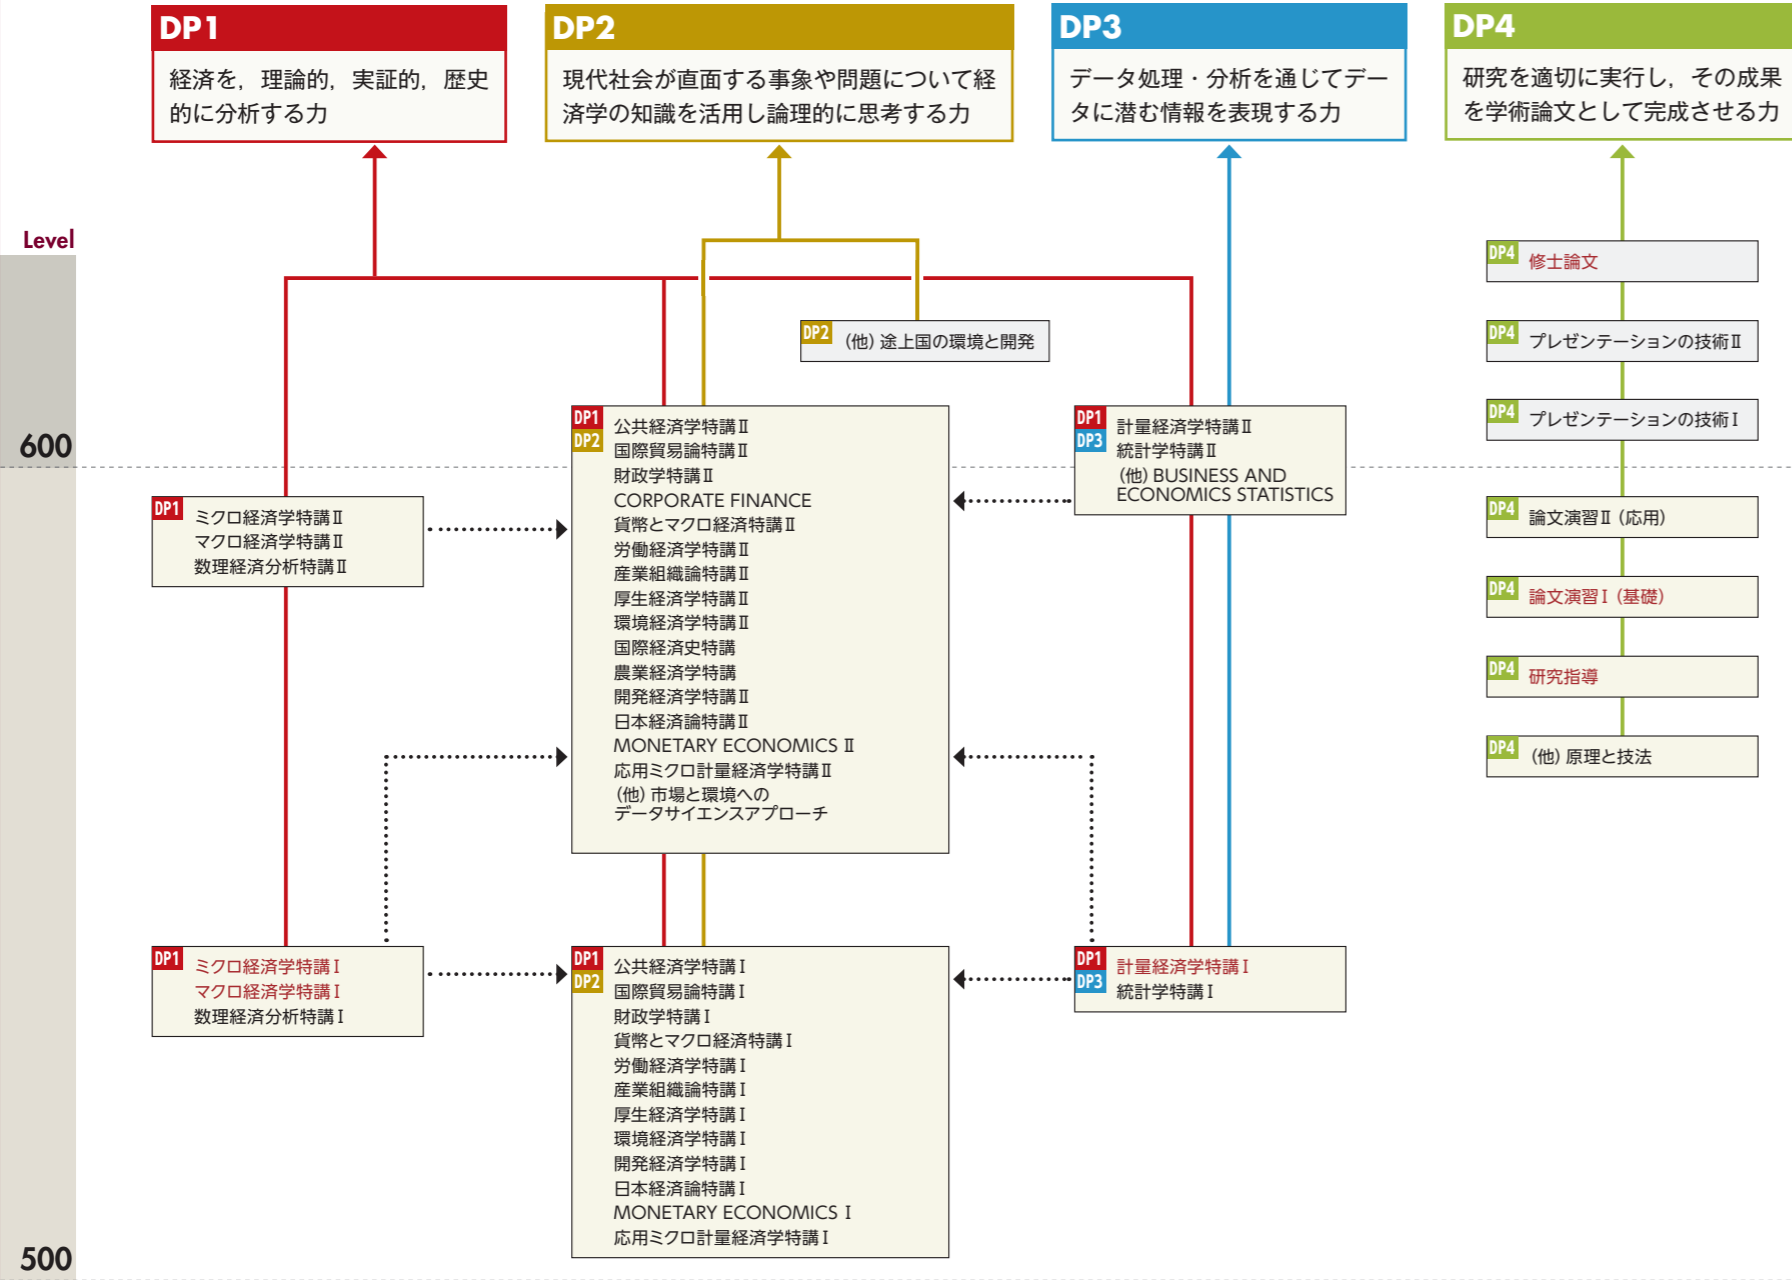 DP1
経済を，理論的，実証的，歴史
的に分析する力
DP2
現代社会が直面する事象や問題について経
済学の知識を活用し論理的に思考する力
DP3
データ処理・分析を通じてデー
タに潜む情報を表現する力
DP4
研究を適切に実行し，その成果
を学術論文として完成させる力
Level
600
500
DP2
（他）途上国の環境と開発
DP1
ミクロ経済学特講Ⅱ
マクロ経済学特講Ⅱ
数理経済分析特講Ⅱ
DP1
DP2
公共経済学特講Ⅱ
国際貿易論特講Ⅱ
財政学特講Ⅱ
CORPORATE FINANCE
貨幣とマクロ経済特講Ⅱ
労働経済学特講Ⅱ
産業組織論特講Ⅱ
厚生経済学特講Ⅱ
環境経済学特講Ⅱ
国際経済史特講
農業経済学特講
開発経済学特講Ⅱ
日本経済論特講Ⅱ
MONETARY ECONOMICS Ⅱ
応用ミクロ計量経済学特講Ⅱ
（他）市場と環境への
データサイエンスアプローチ
DP1
DP3
計量経済学特講Ⅱ
統計学特講Ⅱ
（他）BUSINESS AND
ECONOMICS STATISTICS
DP1
ミクロ経済学特講Ⅰ
マクロ経済学特講Ⅰ
数理経済分析特講Ⅰ
DP1
DP2
公共経済学特講Ⅰ
国際貿易論特講Ⅰ
財政学特講Ⅰ
貨幣とマクロ経済特講Ⅰ
労働経済学特講Ⅰ
産業組織論特講Ⅰ
厚生経済学特講Ⅰ
環境経済学特講Ⅰ
開発経済学特講Ⅰ
日本経済論特講Ⅰ
MONETARY ECONOMICS Ⅰ
応用ミクロ計量経済学特講Ⅰ
DP1
DP3
計量経済学特講Ⅰ
統計学特講Ⅰ
DP4
修士論文
DP4
プレゼンテーションの技術Ⅱ
DP4
プレゼンテーションの技術Ⅰ
DP4
論文演習Ⅱ（応用）
DP4
論文演習Ⅰ（基礎）
DP4
研究指導
DP4
（他）原理と技法